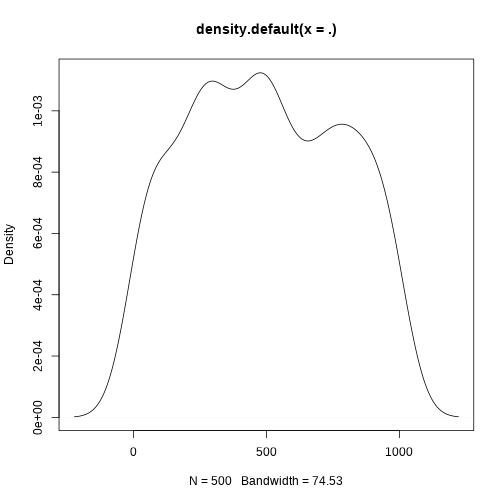 density.default(x = .)
Density
0e+00 2e-04 4e-04 6e-04 8e-04 1e-03
0 500 1000
N = 500 Bandwidth = 74.53